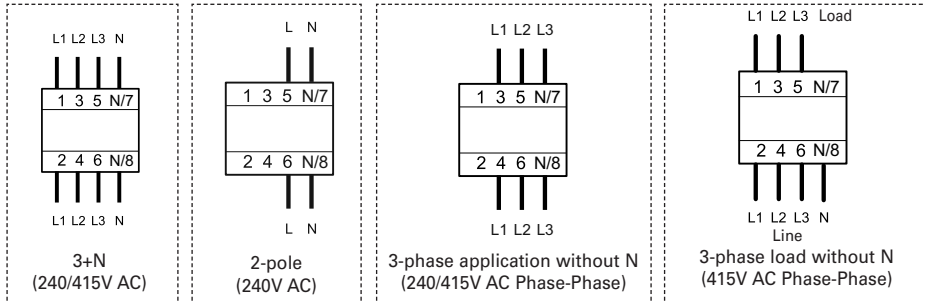 L1 L2 L3 N
1 3 5 N/7
2 4 6 N/8
L1 L2 L3 N
3+N
(240/415V AC)
L N
1 3 5 N/7
2 4 6 N/8
L N
2-pole
(240V AC)
L1 L2 L3
1 3 5 N/7
2 4 6 N/8
L1 L2 L3
3-phase application without N
(240/415V AC Phase-Phase)
L1 L2 L3 Load
1 3 5 N/7
2 4 6 N/8
L1 L2 L3 N
Line
3-phase load without N
(415V AC Phase-Phase)